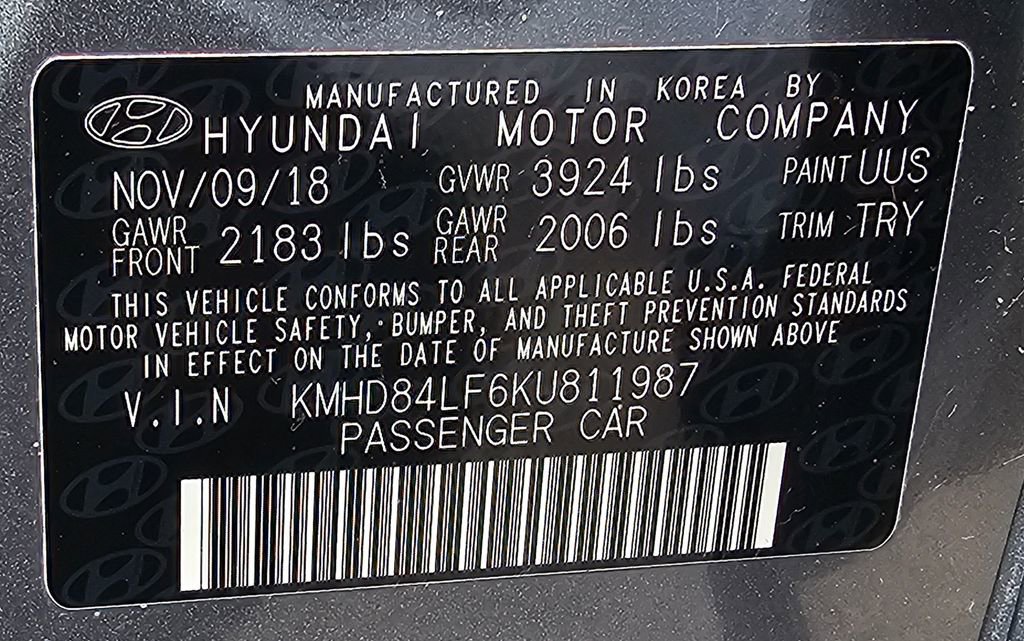 MANUFACTURED IN KOREA BY
HYUNDAI MOTOR COMPANY
NOV/09/18 GVWR 3924 lbs PAINT UUS
GAWR FRONT 2183 lbs GAWR REAR 2006 lbs TRIM TRY
THIS VEHICLE CONFORMS TO ALL APPLICABLE U.S.A. FEDERAL
MOTOR VEHICLE SAFETY, BUMPER, AND THEFT PREVENTION STANDARDS
IN EFFECT ON THE DATE OF MANUFACTURE SHOWN ABOVE
V.I.N KMHD84LF6KU811987
PASSENGER CAR